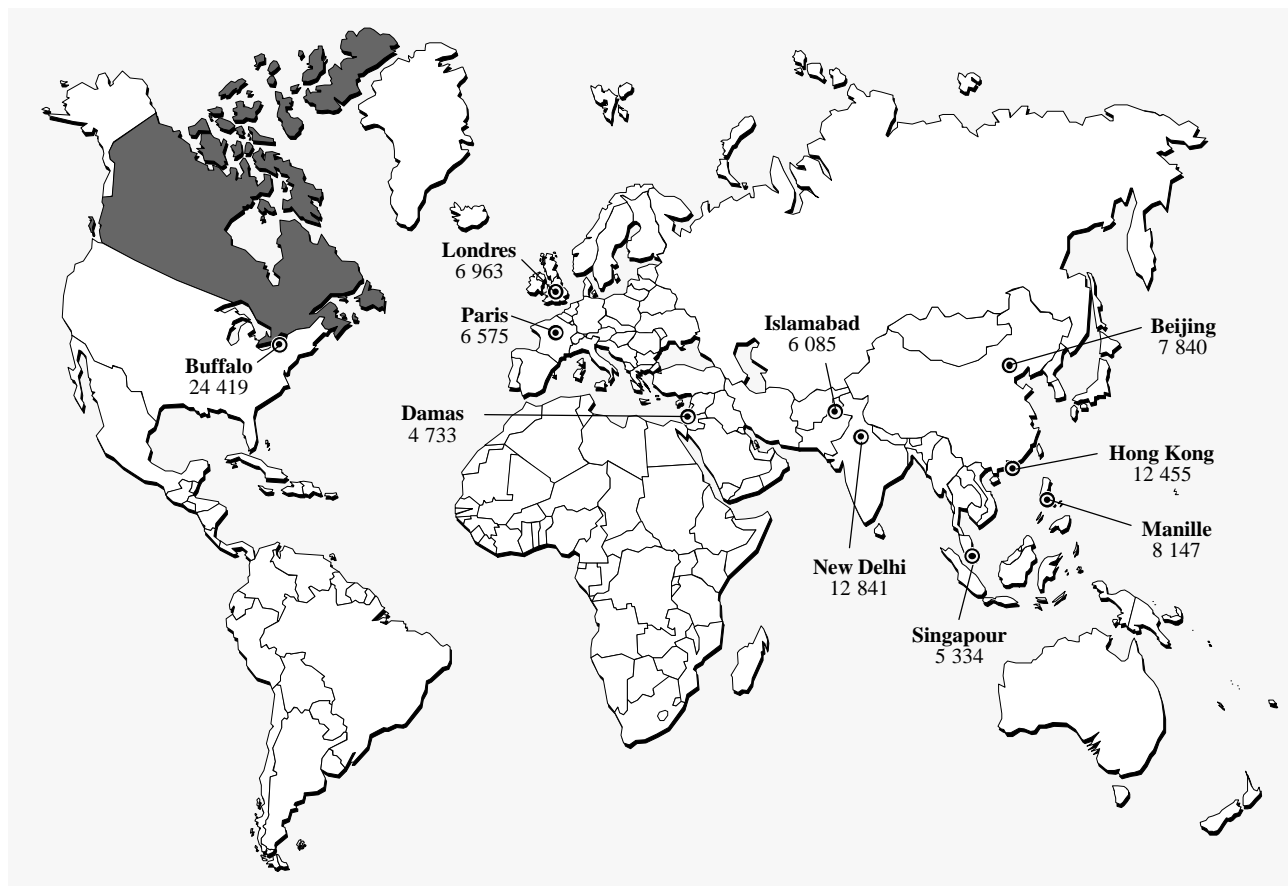 Londres
6 963
Paris
6 575
Islamabad
6 085
Beijing
7 840
Buffalo
24 419
Damas
4 733
Hong Kong
12 455
Manille
8 147
New Delhi
12 841
Singapour
5 334